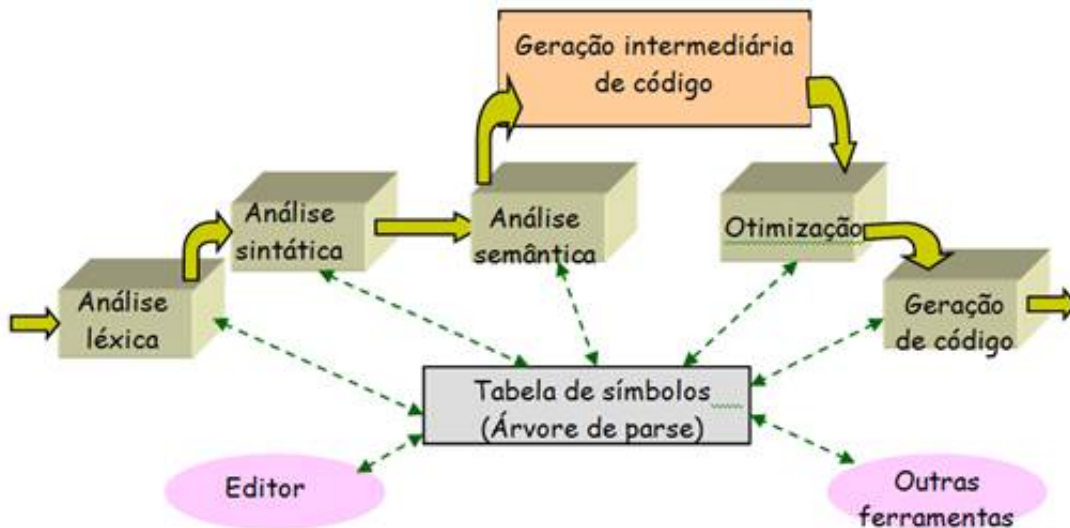 Geração intermediária
de código
Análise
sintática
Análise
semântica
Otimização
Análise
léxica
Geração
de código
Tabela de símbolos
(Árvore de parse)
Editor
Outras
ferramentas